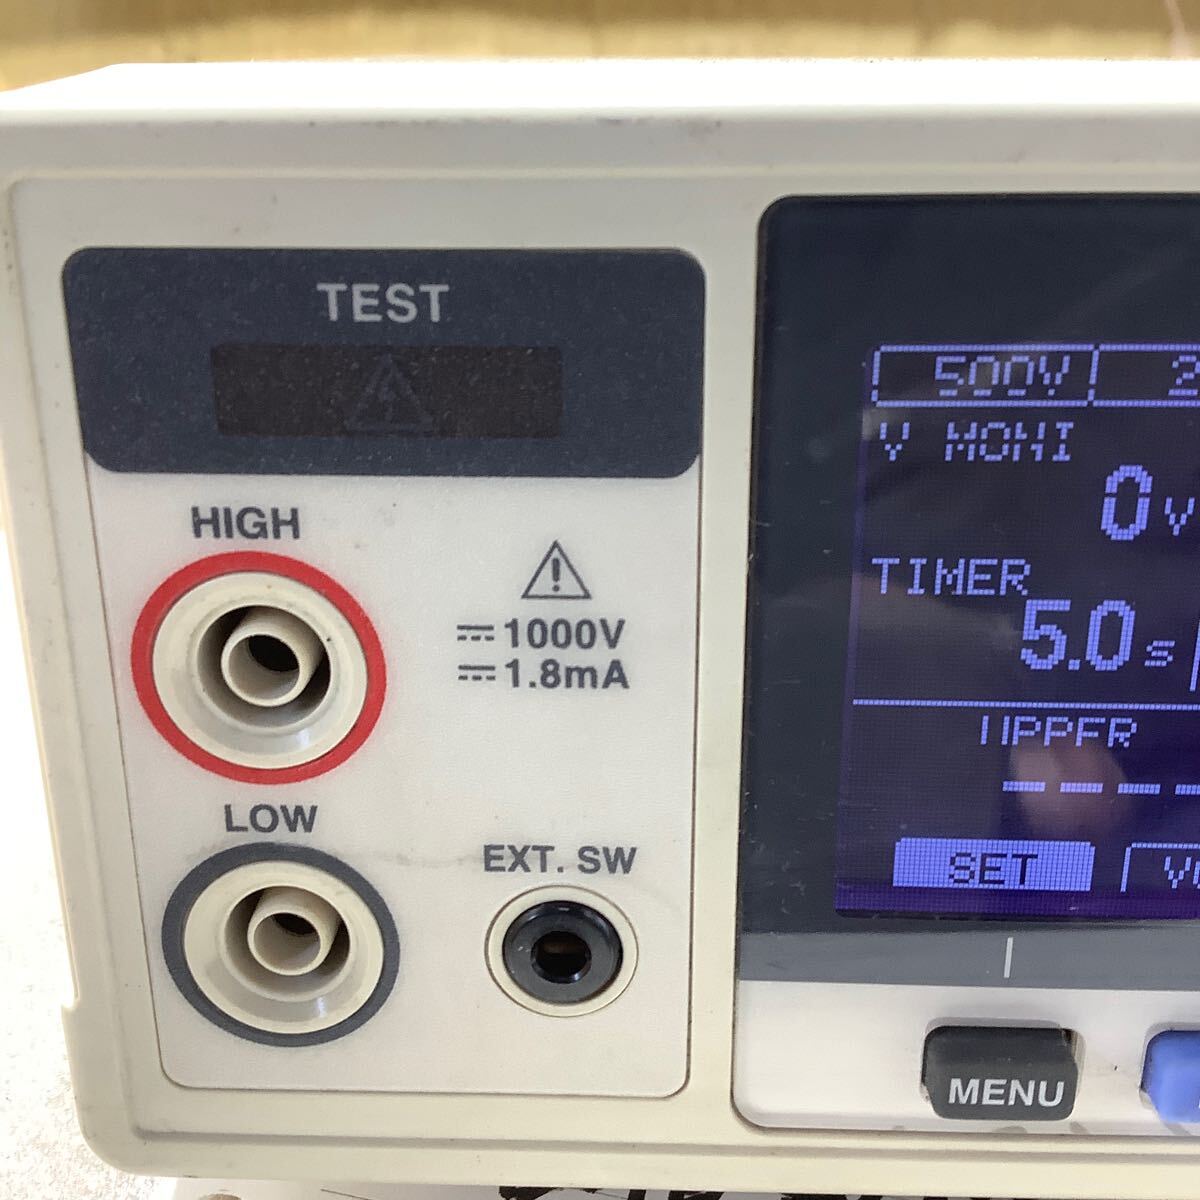 TEST
HIGH
⎓ 1000V
⎓ 1.8mA
LOW
EXT. SW
500V
V MONI
0V
TIMER
5.0s
UPPER
-----
SET
MENU